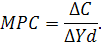 MPC = ΔC / ΔYd.